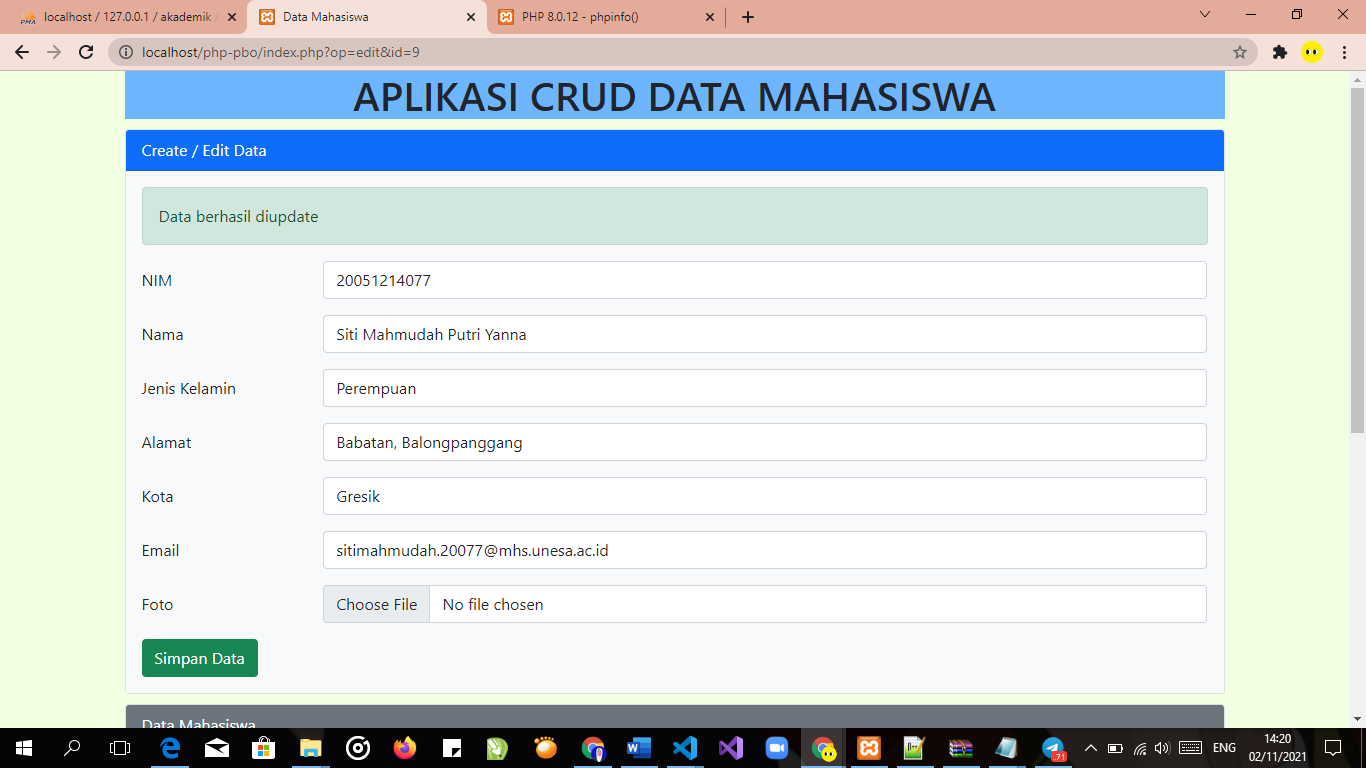 localhost / 127.0.0.1 / akademik
Data Mahasiswa
PHP 8.0.12 - phpinfo()
localhost/php-pbo/index.php?op=edit&id=9
APLIKASI CRUD DATA MAHASISWA
Create / Edit Data
Data berhasil diupdate
NIM 20051214077
Nama Siti Mahmudah Putri Yanna
Jenis Kelamin Perempuan
Alamat Babatan, Balongpanggang
Kota Gresik
Email sitimahmudah.20077@mhs.unesa.ac.id
Foto Choose File No file chosen
Simpan Data
Data Mahasiswa
71
ENG
14:20
02/11/2021